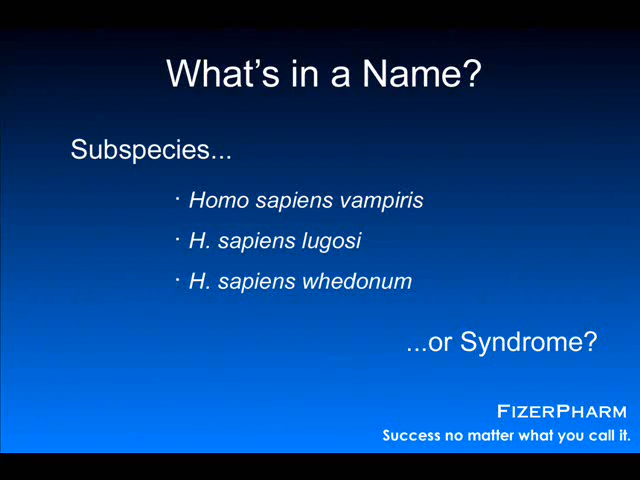 What's in a Name?
Subspecies...
· Homo sapiens vampiris
· H. sapiens lugosi
· H. sapiens whedonum
...or Syndrome?
FIZERPHARM
Success no matter what you call it.